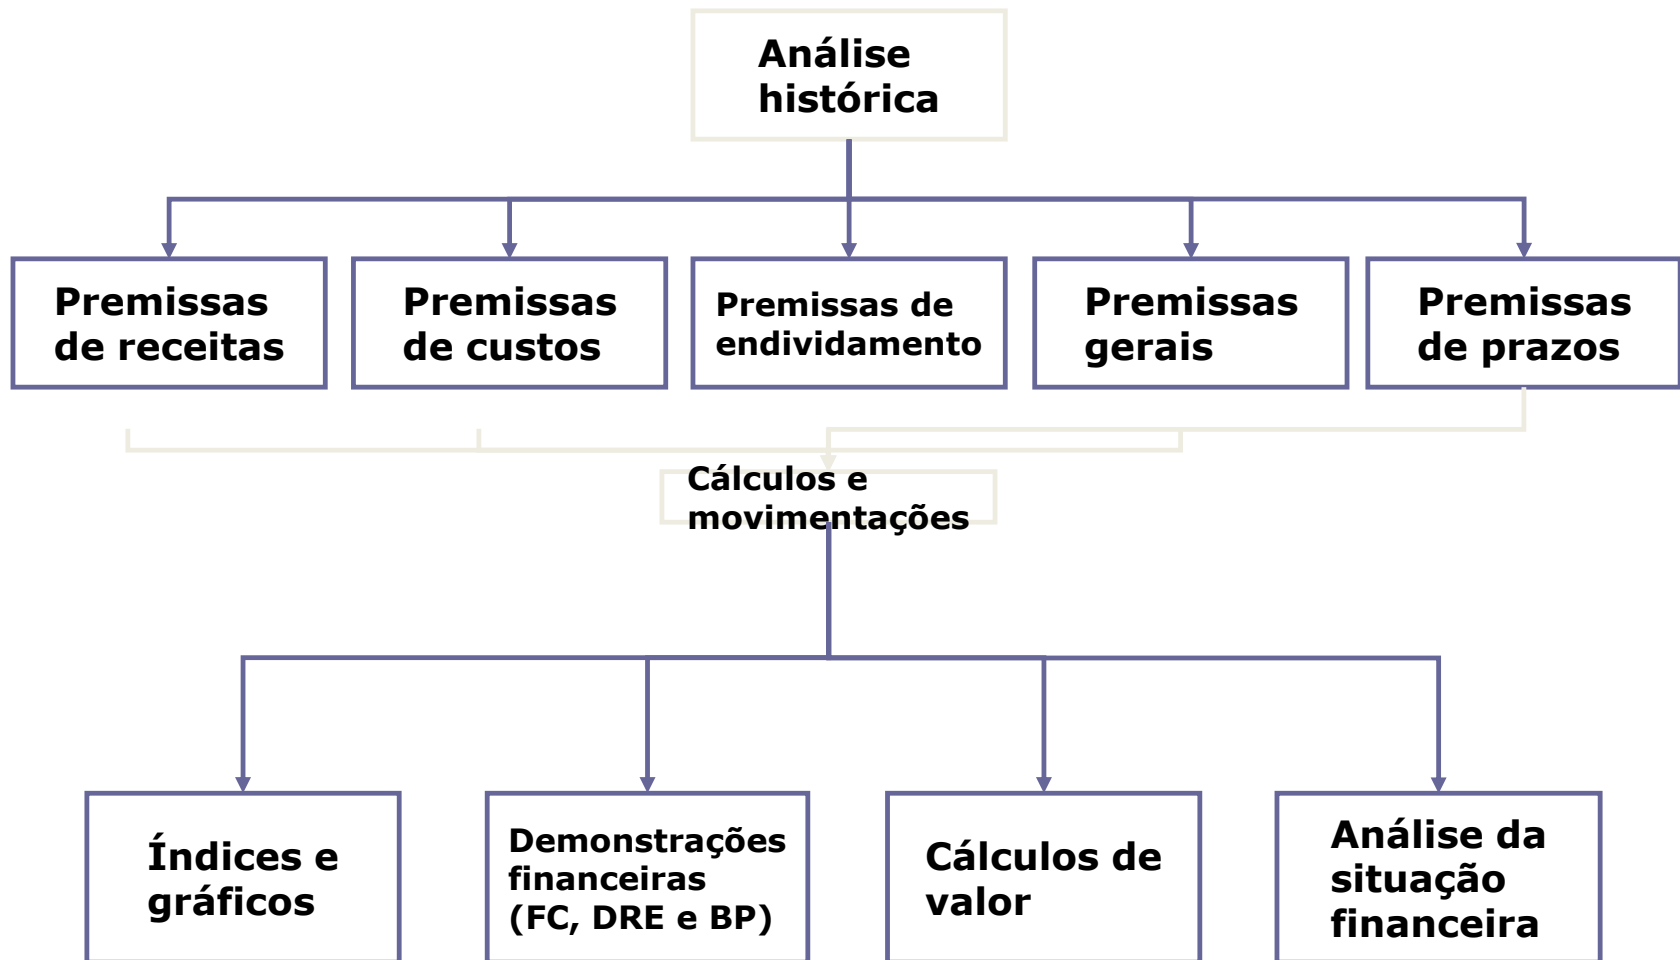 Análise
histórica
Premissas
de receitas
Premissas
de custos
Premissas de
endividamento
Premissas
gerais
Premissas
de prazos
Cálculos e
movimentações
Índices e
gráficos
Demonstrações
financeiras
(FC, DRE e BP)
Cálculos de
valor
Análise da
situação
financeira